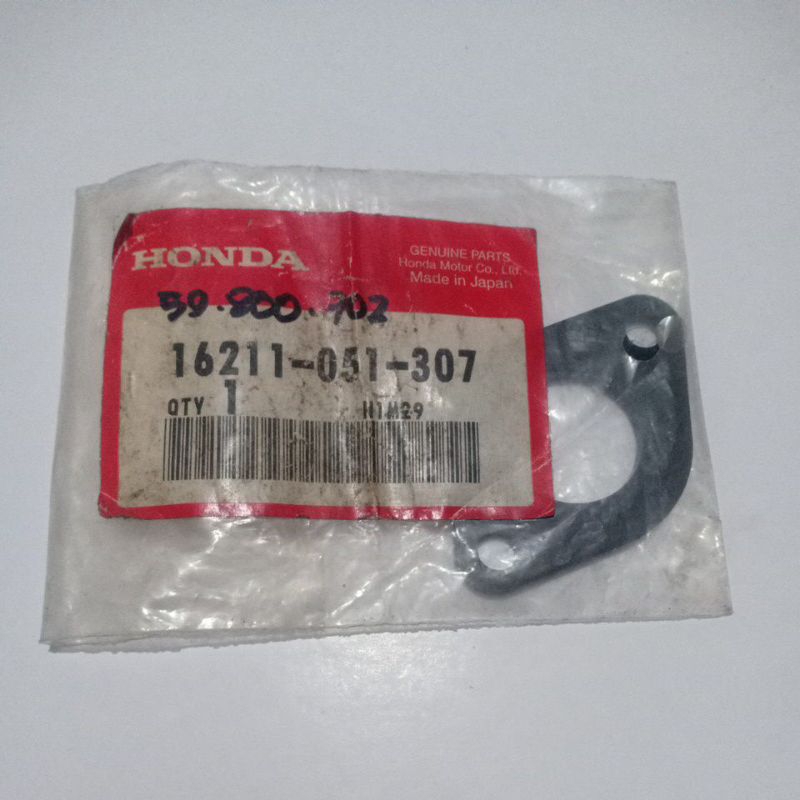 HONDA
GENUINE PARTS
Honda Motor Co., Ltd.
Made in Japan
59.800.702
16211-051-307
QTY 1 H1M29